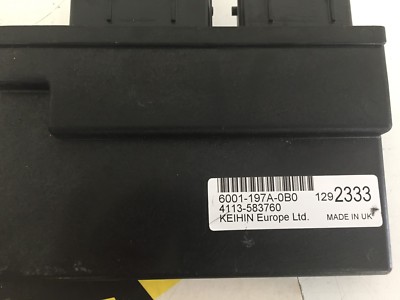 6001-197A-0B0 1292333
4113-583760
KEIHIN Europe Ltd. MADE IN UK